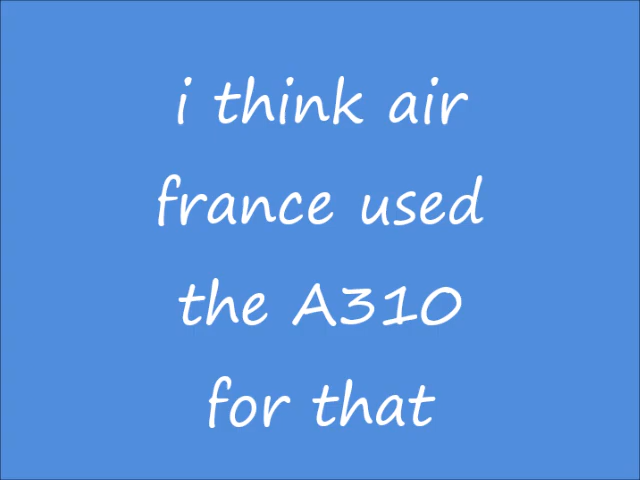 i think air
france used
the A310
for that